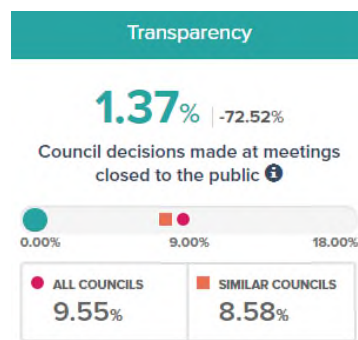 Transparency
1.37% | -72.52%
Council decisions made at meetings
closed to the public i
0.00% 9.00% 18.00%
ALL COUNCILS
9.55%
SIMILAR COUNCILS
8.58%